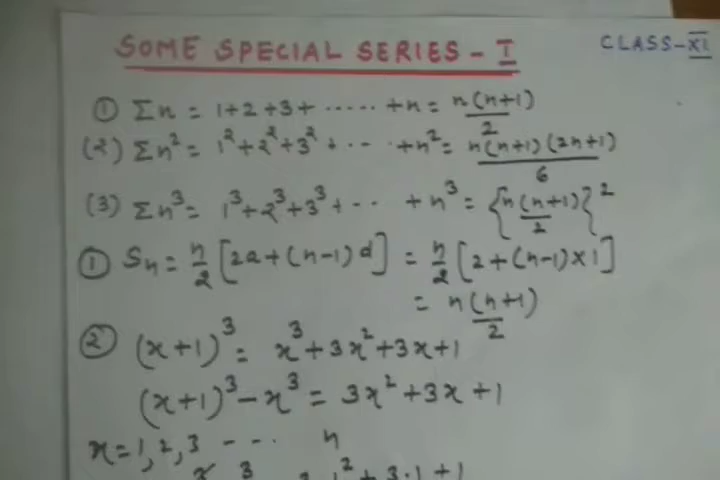 SOME SPECIAL SERIES - I
CLASS-XI
① Σn = 1+2+3+ ..... +n = n(n+1)/2
(2) Σn² = 1²+2²+3²+ ... +n² = n(n+1)(2n+1)/6
(3) Σn³ = 1³+2³+3³+ ... +n³ = {n(n+1)/2}²
① Sn = n/2 [2a+(n-1)d] = n/2 [2+(n-1)×1]
= n(n+1)/2
② (x+1)³ = x³+3x²+3x+1
(x+1)³-x³ = 3x²+3x+1
x=1,2,3 --- n